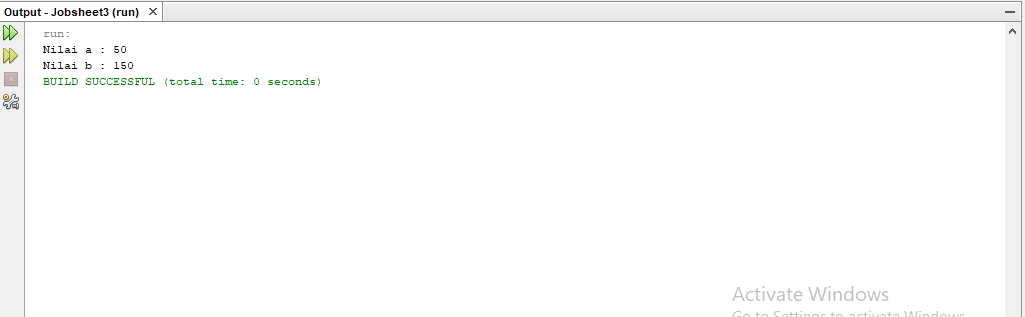 Output - Jobsheet3 (run)
run:
Nilai a : 50
Nilai b : 150
BUILD SUCCESSFUL (total time: 0 seconds)
Activate Windows
Go to Settings to activate Windows.